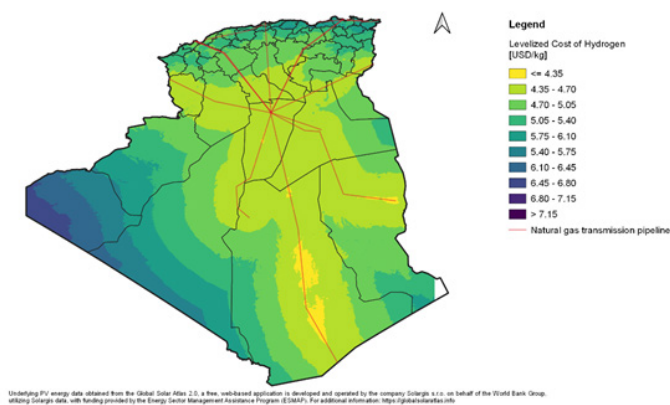 Legend
Levelized Cost of Hydrogen
[USD/kg]
<= 4.35
4.35 - 4.70
4.70 - 5.05
5.05 - 5.40
5.75 - 6.10
5.40 - 5.75
6.10 - 6.45
6.45 - 6.80
6.80 - 7.15
> 7.15
Natural gas transmission pipeline
Underlying PV energy data obtained from the Global Solar Atlas 2.0, a free, web-based application is developed and operated by the company Solargis s.r.o. on behalf of the World Bank Group,
utilizing Solargis data, with funding provided by the Energy Sector Management Assistance Program (ESMAP). For additional information: https://globalsolaratlas.info